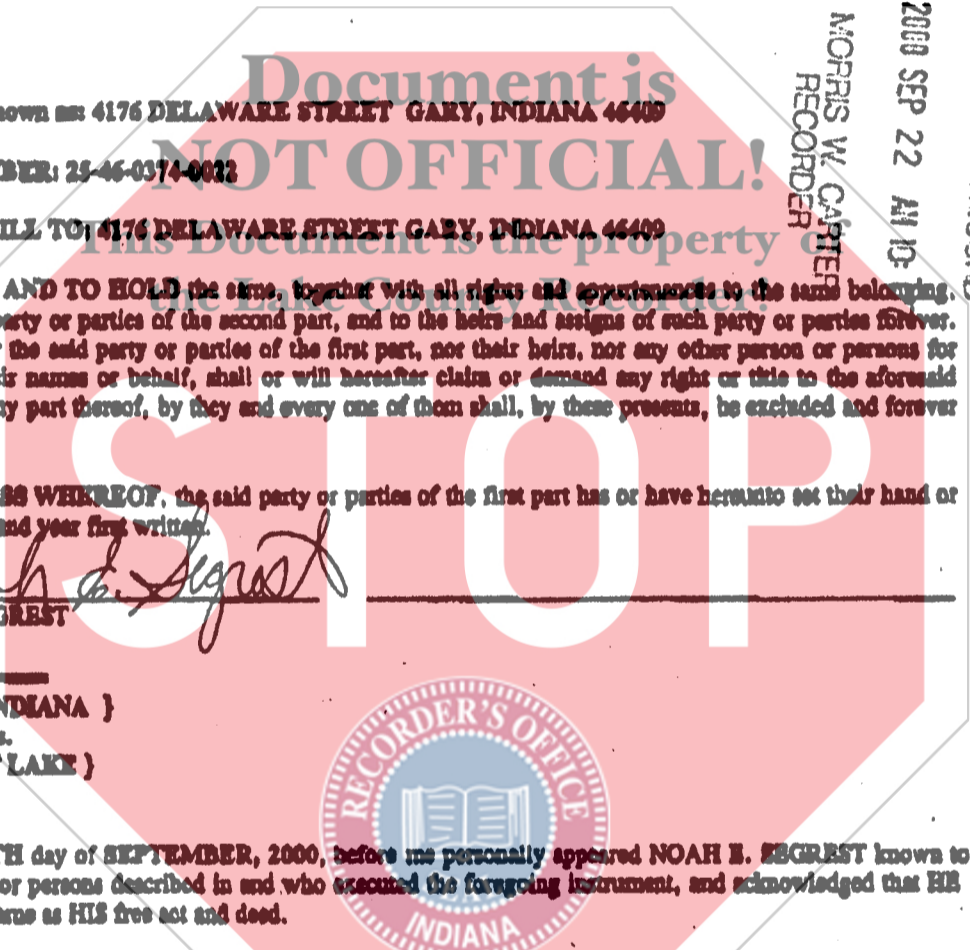 Document is
NOT OFFICIAL!
This Document is the property of
the Lake County Recorder!
STOP
2000 SEP 22 AM 10:
MORRIS W. CARTER
RECORDER
nown as: 4176 DELAWARE STREET GARY, INDIANA 46409
BER: 25-46-0374-0022
ILL TO: 4176 DELAWARE STREET GARY, INDIANA 46409
AND TO HOLD the same, together with all rights and appurtenances to the same belonging,
arty or parties of the second part, and to the heirs and assigns of such party or parties forever.
the said party or parties of the first part, nor their heirs, nor any other person or persons for
ir names or behalf, shall or will hereafter claim or demand any right or title to the aforesaid
y part thereof, by they and every one of them shall, by these presents, be excluded and forever
SS WHEREOF, the said party or parties of the first part has or have hereunto set their hand or
and year first written.
h E. Segrest
GREST
NDIANA }
s.
LAKE }
TH day of SEPTEMBER, 2000, before me personally appeared NOAH E. SEGREST known to
or persons described in and who executed the foregoing instrument, and acknowledged that HE
ame as HIS free act and deed.
RECORDER'S OFFICE
SEAL
INDIANA